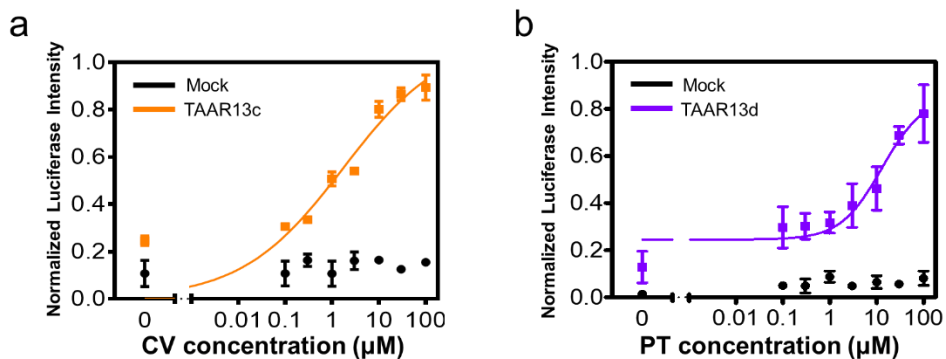 a
Normalized Luciferase Intensity
1.0
0.8
0.6
0.4
0.2
0.0
Mock
TAAR13c
0 0.01 0.1 1 10 100
CV concentration (μM)
b
Normalized Luciferase Intensity
1.0
0.8
0.6
0.4
0.2
0.0
Mock
TAAR13d
0 0.01 0.1 1 10 100
PT concentration (μM)